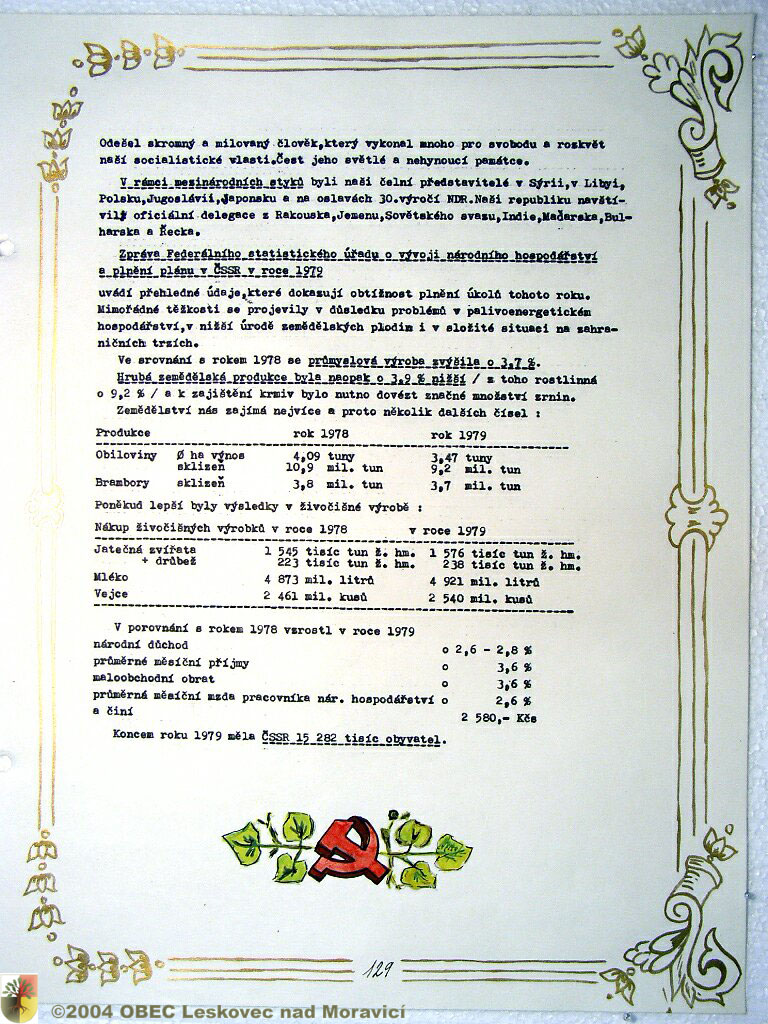 Odešel skromný a milovaný člověk,který vykonal mnoho pro svobodu a rozkvět
naší socialistické vlasti.Čest jeho světlé a nehynoucí památce.
V rámci mezinárodních styků byli naši čelní představitelé v Sýrii,v Libyi,
Polsku,Jugoslávii,Japonsku a na oslavách 30.výročí NDR.Naši republiku navští-
vily oficiální delegace z Rakouska,Jemenu,Sovětského svazu,Indie,Maďarska,Bul-
harska a Řecka.
Zpráva Federálního statistického úřadu o vývoji národního hospodářství
a plnění plánu v ČSSR v roce 1979
uvádí přehledné údaje,které dokazují obtížnost plnění úkolů tohoto roku.
Mimořádné těžkosti se projevily v důsledku problémů v palivoenergetickém
hospodářství,v nižší úrodě zemědělských plodin i v složité situaci na zahra-
ničních trzích.
Ve srovnání s rokem 1978 se průmyslová výroba zvýšila o 3,7 %.
Hrubá zemědělská produkce byla naopak o 3,9 % nižší / z toho rostlinná
o 9,2 % / a k zajištění krmiv bylo nutno dovézt značné množství zrnin.
Zemědělství nás zajímá nejvíce a proto několik dalších čísel :
Produkce rok 1978 rok 1979
Obiloviny Ø ha výnos 4,09 tuny 3,47 tuny
sklizeň 10,9 mil. tun 9,2 mil. tun
Brambory sklizeň 3,8 mil. tun 3,7 mil. tun
Poněkud lepší byly výsledky v živočišné výrobě :
Nákup živočišných výrobků v roce 1978 v roce 1979
Jatečná zvířata 1 545 tisíc tun ž. hm. 1 576 tisíc tun ž. hm.
+ drůbež 223 tisíc tun ž. hm. 238 tisíc tun ž. hm.
Mléko 4 873 mil. litrů 4 921 mil. litrů
Vejce 2 461 mil. kusů 2 540 mil. kusů
V porovnání s rokem 1978 vzrostl v roce 1979
národní důchod o 2,6 - 2,8 %
průměrné měsíční příjmy o 3,6 %
maloobchodní obrat o 3,6 %
průměrná měsíční mzda pracovníka nár. hospodářství o 2,6 %
a činí 2 580,- Kčs
Koncem roku 1979 měla ČSSR 15 282 tisíc obyvatel.
129
©2004 OBEC Leskovec nad Moravicí